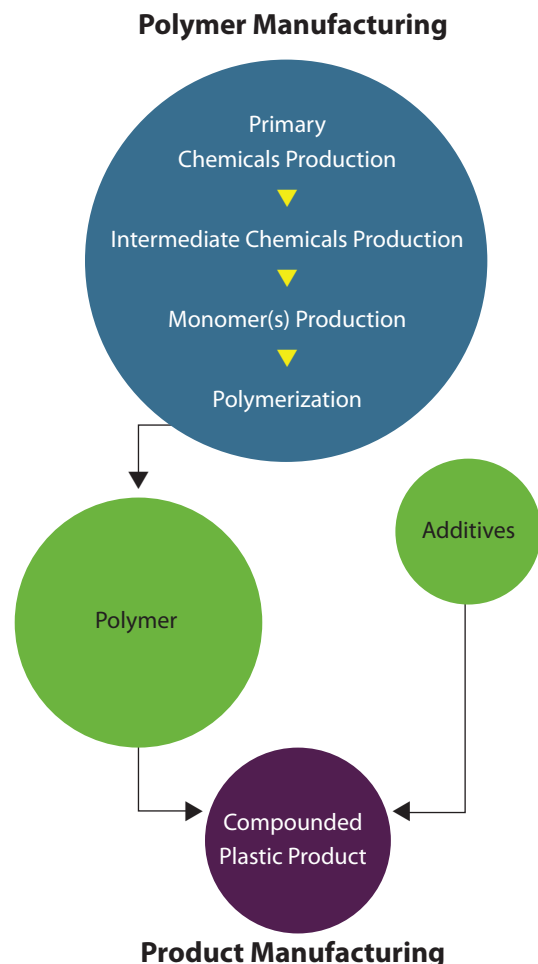 Polymer Manufacturing
Primary
Chemicals Production
Intermediate Chemicals Production
Monomer(s) Production
Polymerization
Additives
Polymer
Compounded
Plastic Product
Product Manufacturing